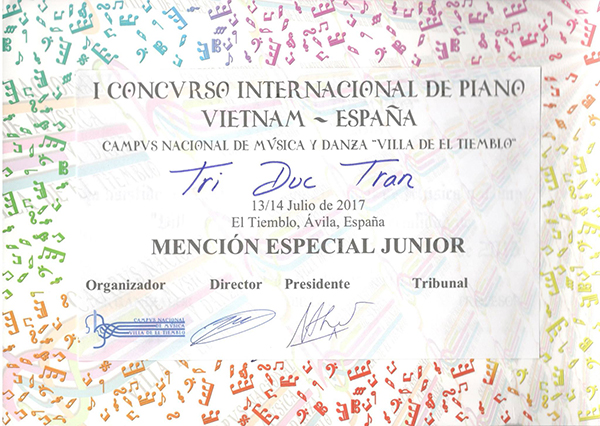 I CONCVRSO INTERNACIONAL DE PIANO
VIETNAM ~ ESPAÑA
CAMPVS NACIONAL DE MVSICA Y DANZA "VILLA DE EL TIEMBLO"
Tri Duc Tran
13/14 Julio de 2017
El Tiemblo, Ávila, España
MENCIÓN ESPECIAL JUNIOR
Organizador Director Presidente Tribunal
CAMPVS NACIONAL
DE MVSICA
VILLA DE EL TIEMBLO